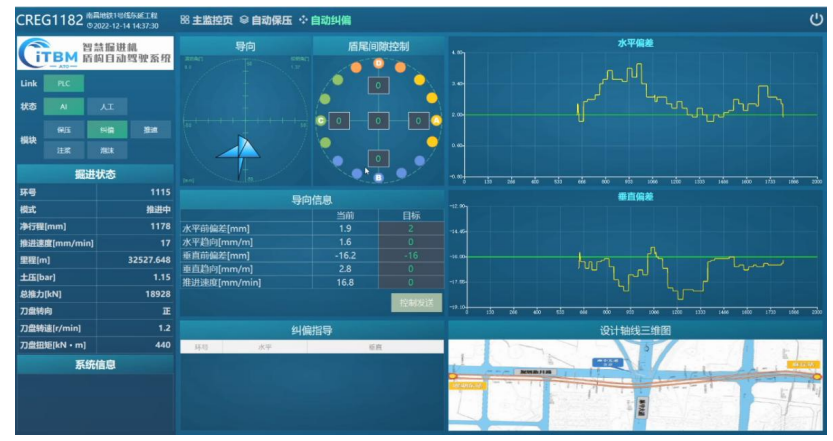 CREG1182 南昌地铁1号线东延工程
2022-12-14 14:37:30
主监控页 自动保压 自动纠偏
iTBM 智慧掘进机
盾构自动驾驶系统
Link PLC
状态 AI 人工
模块 保压 纠偏 掘进
注浆 泡沫
掘进状态
环号 1115
模式 推进中
净行程[mm] 1178
推进速度[mm/min] 17
里程[m] 32527.648
土压[bar] 1.15
总推力[kN] 18928
刀盘转向 正
刀盘转速[r/min] 1.2
刀盘扭矩[kN·m] 440
系统信息
导向
盾尾间隙控制
D
0
C 0 0 A
0
B
导向信息
当前 目标
水平前偏差[mm] 1.9 2
水平趋向[mm/m] 1.6 0
垂直前偏差[mm] -16.2 -16
垂直趋向[mm/m] 2.8 0
推进速度[mm/min] 16.8 0
控制发送
纠偏指导
环号 水平 垂直
水平偏差
垂直偏差
设计轴线三维图